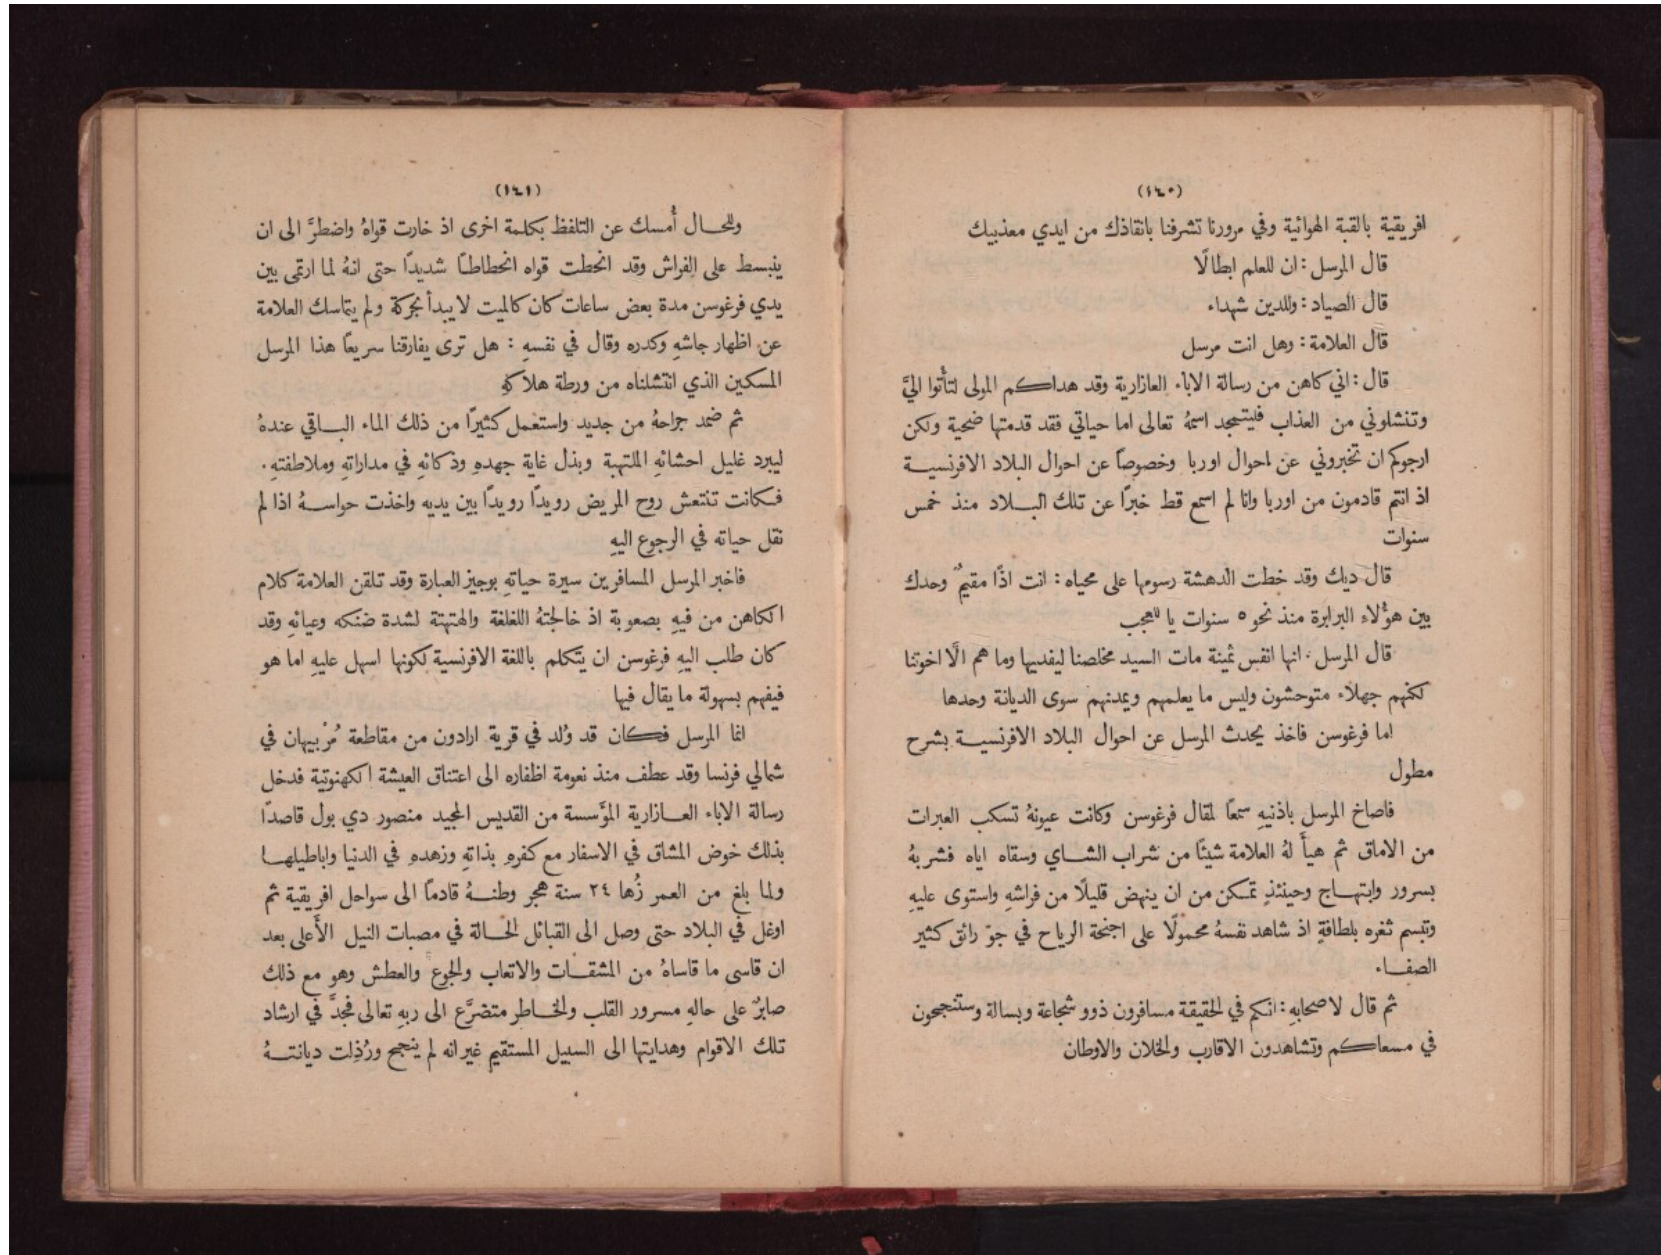 (١٤٠)
افريقية بالقبة الهوائية وفي مرورنا تشرفنا بانقاذك من ايدي معذبيك
قال المرسل : ان للعلم ابطالًا
قال الصياد : وللدين شهداء
قال العلامة : وهل انت مرسل
قال : اني كاهن من رسالة الاباء العازارية وقد هداكم المولى لتأتوا اليَّ
وتنشلوني من العذاب فليتمجد اسمهُ تعالى اما حياتي فقد قدمتها ضحية ولكن
ارجوكم ان تخبروني عن احوال اوربا وخصوصاً عن احوال البلاد الافرنسية
اذ انتم قادمون من اوربا وانا لم اسمع قط خبرًا عن تلك البلاد منذ خمس
سنوات
قال ديك وقد خطت الدهشة رسومها على محياه : انت اذًا مقيمٌ وحدك
بين هؤُلاء البرابرة منذ نحو ٥ سنوات يا للعجب
قال المرسل . انها انفس ثمينة مات السيد مخلصنا ليفديها وما هم الَّا اخوتنا
لكنهم جهلاء متوحشون وليس ما يعلمهم ويمدنهم سوى الديانة وحدها
اما فرغوسن فاخذ يحدث المرسل عن احوال البلاد الافرنسية بشرح
مطول
فاصاخ المرسل باذنيهِ سمعًا لمقال فرغوسن وكانت عيونهُ تسكب العبرات
من الاماق ثم هيأَ لهُ العلامة شيئًا من شراب الشاي وسقاه اياه فشربهُ
بسرور وابتهاج وحينئذٍ تمكن من ان ينهض قليلًا من فراشهِ واستوى عليهِ
وتبسم ثغره بلطافةٍ اذ شاهد نفسهُ محمولًا على اجنحة الرياح في جوّ رائق كثير
الصفاء
ثم قال لاصحابهِ : انكم في الحقيقة مسافرون ذوو شجاعة وبسالة وستنجحون
في مسعاكم وتشاهدون الاقارب والخلان والاوطان
(١٤١)
وللحال أُمسك عن التلفظ بكلمة اخرى اذ خارت قواهُ واضطرَّ الى ان
ينبسط على الفراش وقد انحطت قواه انحطاطاً شديدًا حتى انهُ لما ارتمى بين
يدي فرغوسن مدة بعض ساعات كان كالميت لا يبدأ بحركة ولم يتماسك العلامة
عن اظهار جاشهِ وكدره وقال في نفسهِ : هل ترى يفارقنا سريعًا هذا المرسل
المسكين الذي انتشلناه من ورطة هلاكهِ
ثم ضمد جراحهُ من جديد واستعمل كثيرًا من ذلك الماء الباقي عندهُ
ليبرد غليل احشائهِ الملتهبة وبذل غاية جهدهِ وذكائهِ في مداراتهِ وملاطفتهِ .
فكانت تنتعش روح المريض رويدًا رويدًا بين يديه واخذت حواسهُ اذا لم
نقل حياته في الرجوع اليهِ
فاخبر المرسل المسافرين سيرة حياتهِ بوجيز العبارة وقد تلقن العلامة كلام
الكاهن من فيهِ بصعوبة اذ خالجتهُ اللغلغة والهتهتة لشدة ضنكه وعيائهِ وقد
كان طلب اليهِ فرغوسن ان يتكلم باللغة الافرنسية لكونها اسهل عليهِ اما هو
فيفهم بسهولة ما يقال فيها
انما المرسل فكان قد وُلد في قرية ارادون من مقاطعة مُرْبيهان في
شمالي فرنسا وقد عطف منذ نعومة اظفاره الى اعتناق العيشة الكهنوتية فدخل
رسالة الاباء العازارية المؤَسسة من القديس المجيد منصور دي بول قاصدًا
بذلك خوض المشاق في الاسفار مع كفرهِ بذاتهِ وزهدهِ في الدنيا واباطيلها
ولما بلغ من العمر زُها ٢٤ سنة هجر وطنهُ قادمًا الى سواحل افريقية ثم
اوغل في البلاد حتى وصل الى القبائل الحالة في مصبات النيل الأَعلى بعد
ان قاسى ما قاساهُ من المشقات والاتعاب والجوع والعطش وهو مع ذلك
صابرٌ على حالهِ مسرور القلب والخاطر متضرَّع الى ربهِ تعالى فجدَّ في ارشاد
تلك الاقوام وهدايتها الى السبيل المستقيم غير انه لم ينجح ورُذِلت ديانتهُ